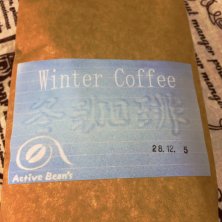 Winter Coffee
冬珈琲
28.12. 5
Active Bean's